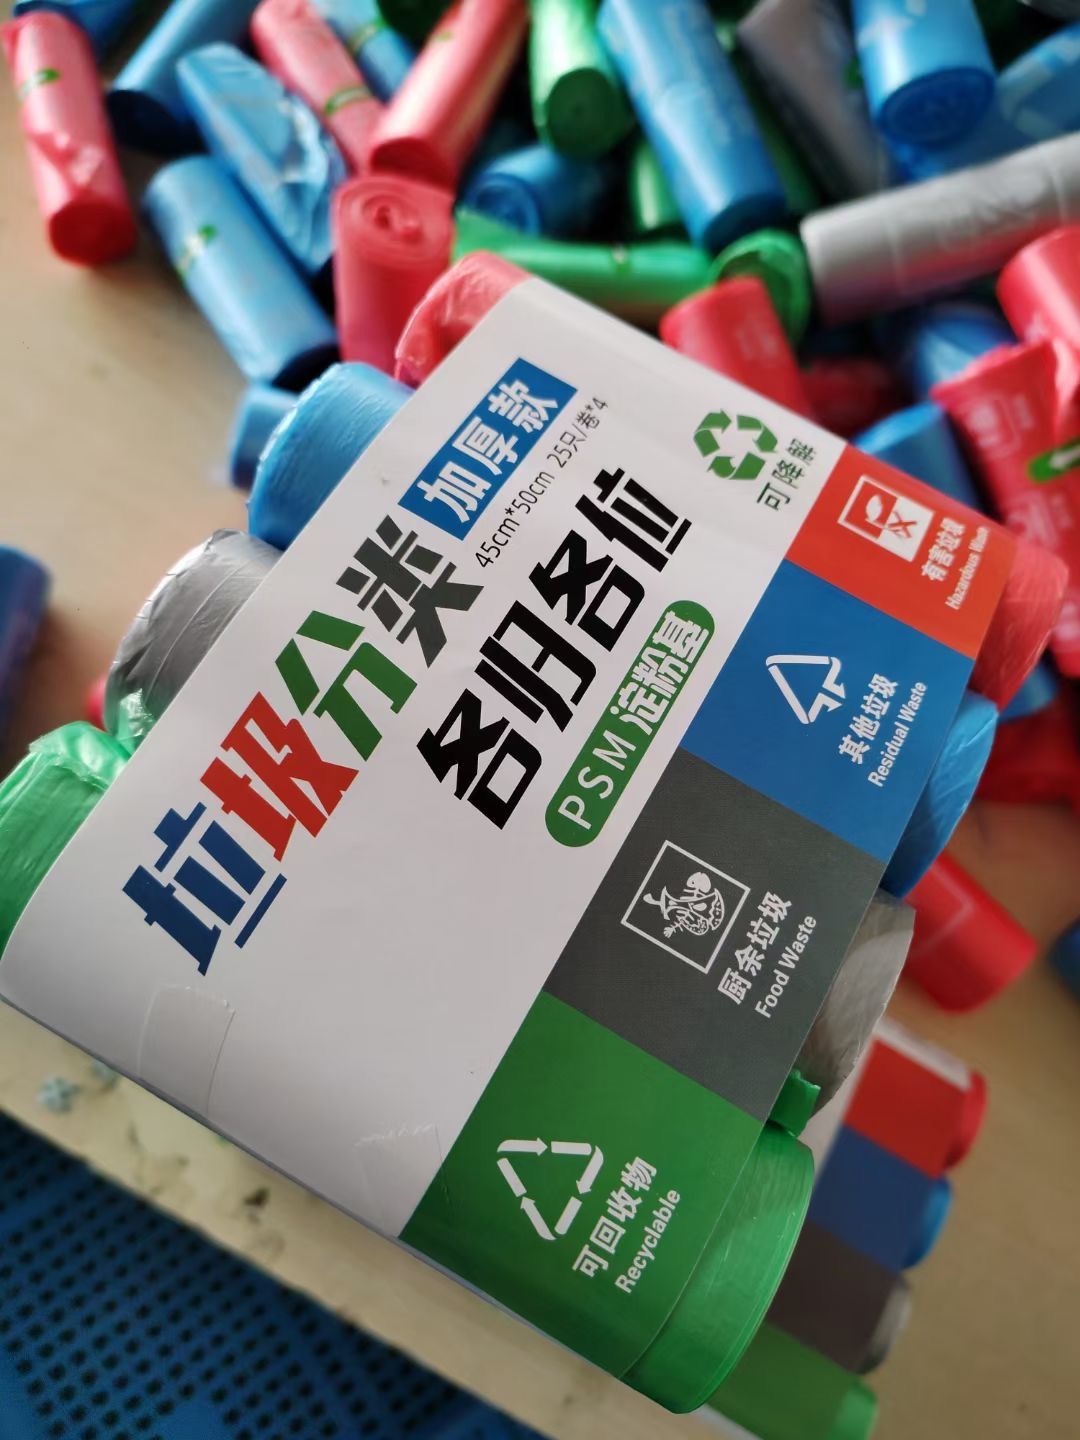 垃圾分类
加厚款
45cm*50cm 25只/卷*4
各归各位
PSM淀粉基
可降解
有害垃圾
其他垃圾
Residual Waste
厨余垃圾
Food Waste
可回收物
Recyclable